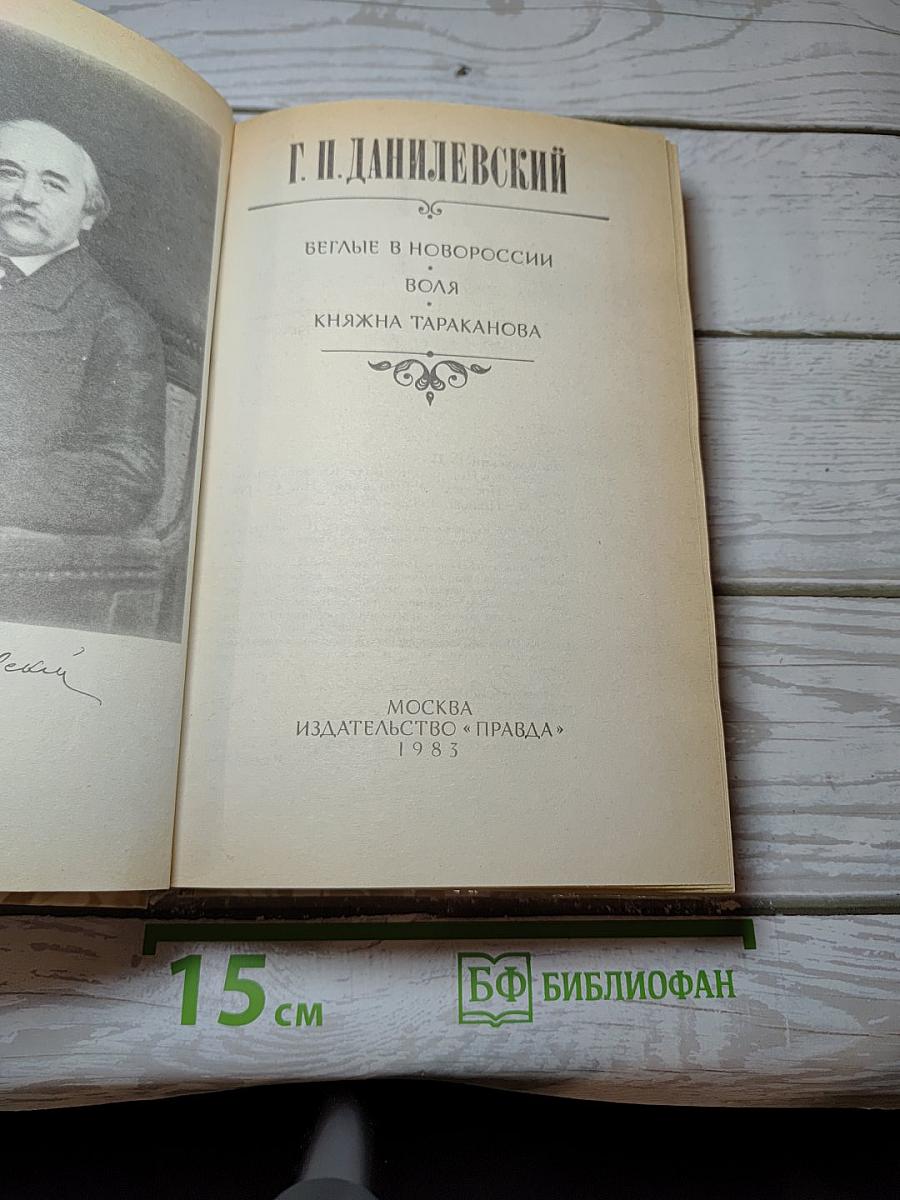 Г. П. ДАНИЛЕВСКИЙ
БЕГЛЫЕ В НОВОРОССИИ
ВОЛЯ
КНЯЖНА ТАРАКАНОВА
МОСКВА
ИЗДАТЕЛЬСТВО «ПРАВДА»
1983
15 см
БФ БИБЛИОФАН